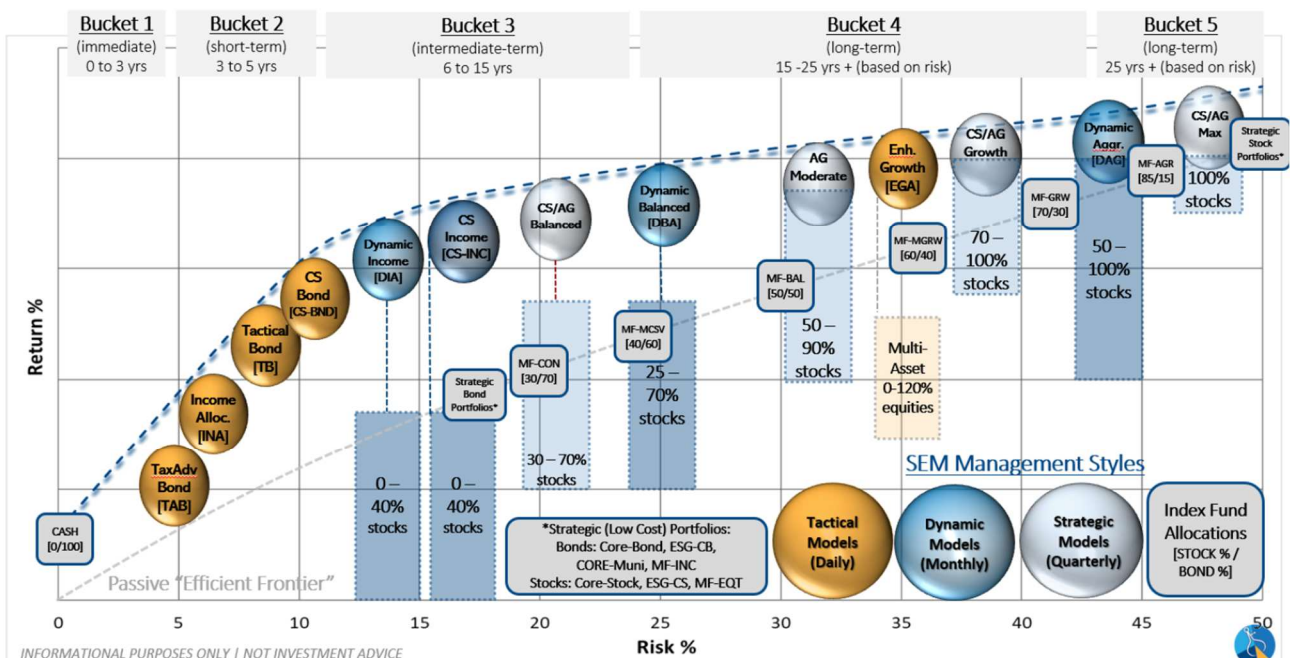 Bucket 1
(immediate)
0 to 3 yrs
Bucket 2
(short-term)
3 to 5 yrs
Bucket 3
(intermediate-term)
6 to 15 yrs
Bucket 4
(long-term)
15 -25 yrs + (based on risk)
Bucket 5
(long-term)
25 yrs + (based on risk)
Return %
CASH
[0/100]
TaxAdv
Bond
[TAB]
Income
Alloc.
[INA]
Tactical
Bond
[TB]
CS
Bond
[CS-BND]
Dynamic
Income
[DIA]
CS
Income
[CS-INC]
CS/AG
Balanced
Dynamic
Balanced
[DBA]
AG
Moderate
Enh.
Growth
[EGA]
CS/AG
Growth
Dynamic
Aggr.
[DAG]
CS/AG
Max
Strategic
Stock
Portfolios*
MF-AGR
[85/15]
MF-GRW
[70/30]
MF-MGRW
[60/40]
MF-BAL
[50/50]
MF-MCSV
[40/60]
MF-CON
[30/70]
Strategic
Bond
Portfolios*
0 –
40%
stocks
0 –
40%
stocks
30 – 70%
stocks
25 –
70%
stocks
50 –
90%
stocks
Multi-
Asset
0-120%
equities
70 –
100%
stocks
50 –
100%
stocks
100%
stocks
Passive "Efficient Frontier"
*Strategic (Low Cost) Portfolios:
Bonds: Core-Bond, ESG-CB,
CORE-Muni, MF-INC
Stocks: Core-Stock, ESG-CS, MF-EQT
SEM Management Styles
Tactical
Models
(Daily)
Dynamic
Models
(Monthly)
Strategic
Models
(Quarterly)
Index Fund
Allocations
[STOCK % /
BOND %]
0 5 10 15 20 25 30 35 40 45 50
Risk %
INFORMATIONAL PURPOSES ONLY | NOT INVESTMENT ADVICE